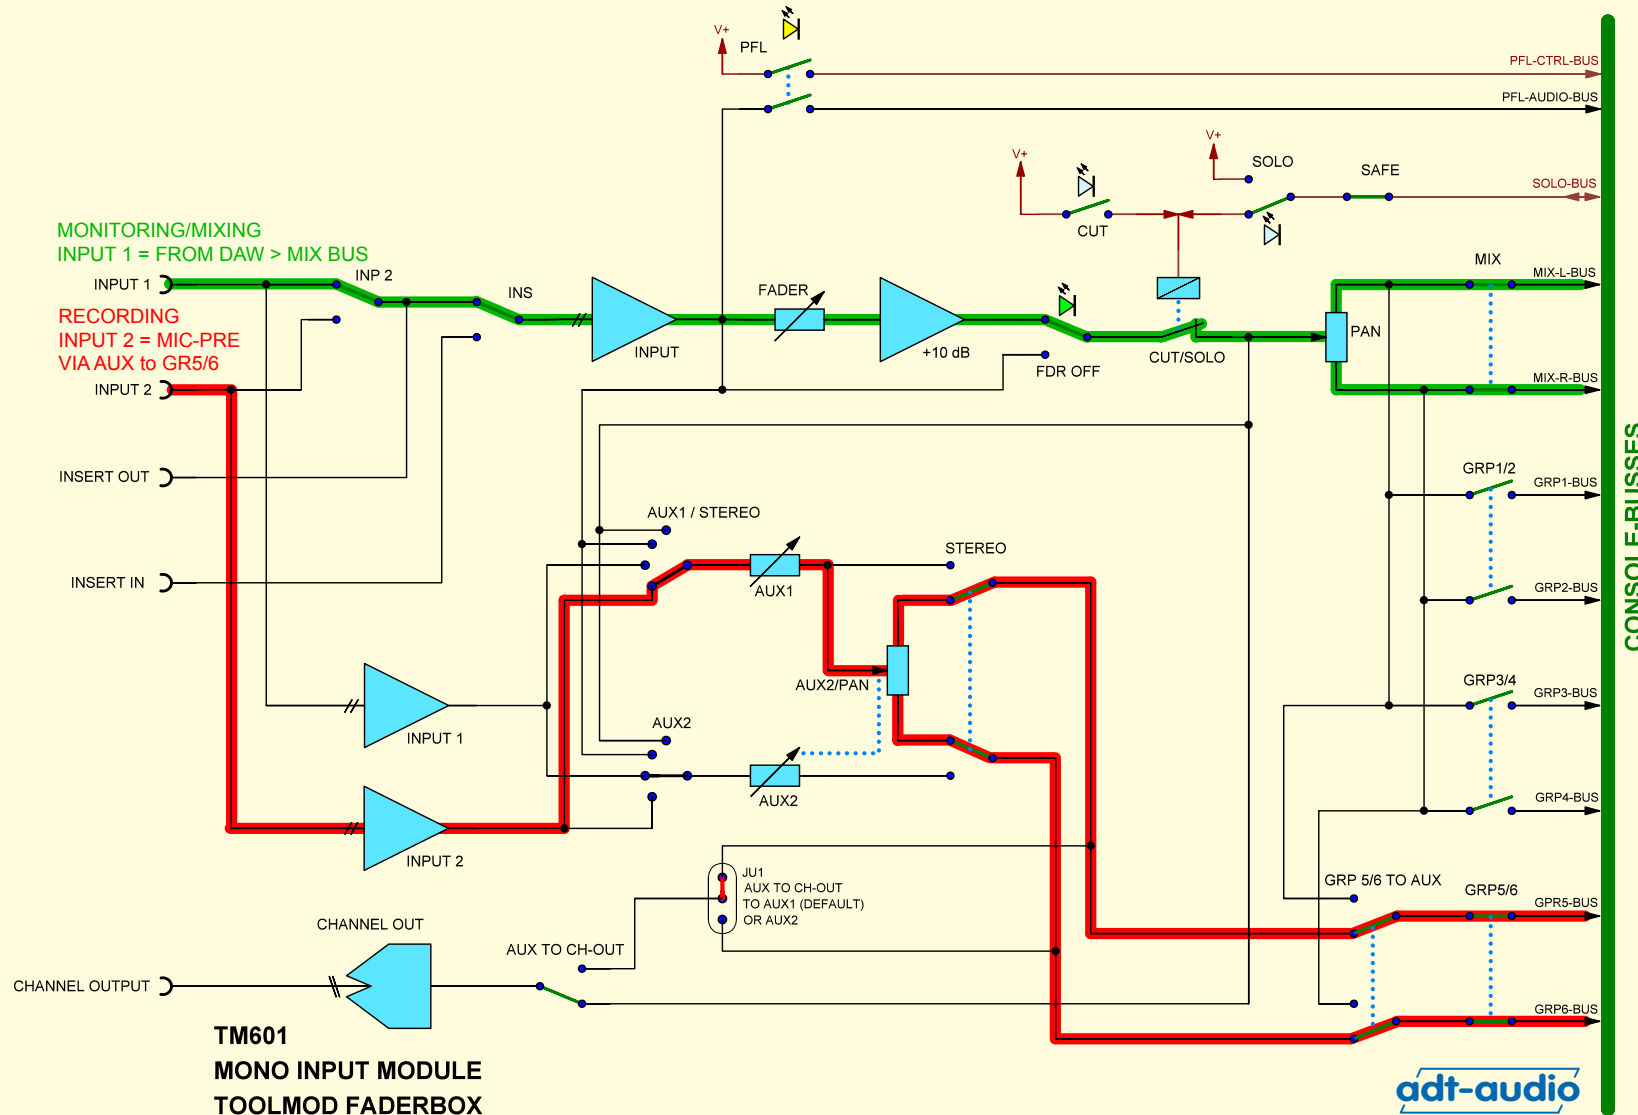 V+
PFL
PFL-CTRL-BUS
PFL-AUDIO-BUS
V+
V+
SOLO
SAFE
SOLO-BUS
CUT
MONITORING/MIXING
INPUT 1 = FROM DAW > MIX BUS
INPUT 1
INP 2
INS
FADER
MIX
MIX-L-BUS
RECORDING
INPUT 2 = MIC-PRE
VIA AUX to GR5/6
INPUT 2
INPUT
+10 dB
FDR OFF
CUT/SOLO
PAN
MIX-R-BUS
INSERT OUT
INSERT IN
GRP1/2
GRP1-BUS
GRP2-BUS
CONSOLE-BUSSES
AUX1 / STEREO
STEREO
AUX1
AUX2/PAN
AUX2
AUX2
INPUT 1
INPUT 2
GRP3/4
GRP3-BUS
GRP4-BUS
JU1
AUX TO CH-OUT
TO AUX1 (DEFAULT)
OR AUX2
GRP 5/6 TO AUX
GRP5/6
GPR5-BUS
GRP6-BUS
CHANNEL OUT
AUX TO CH-OUT
CHANNEL OUTPUT
TM601
MONO INPUT MODULE
TOOLMOD FADERBOX
adt-audio